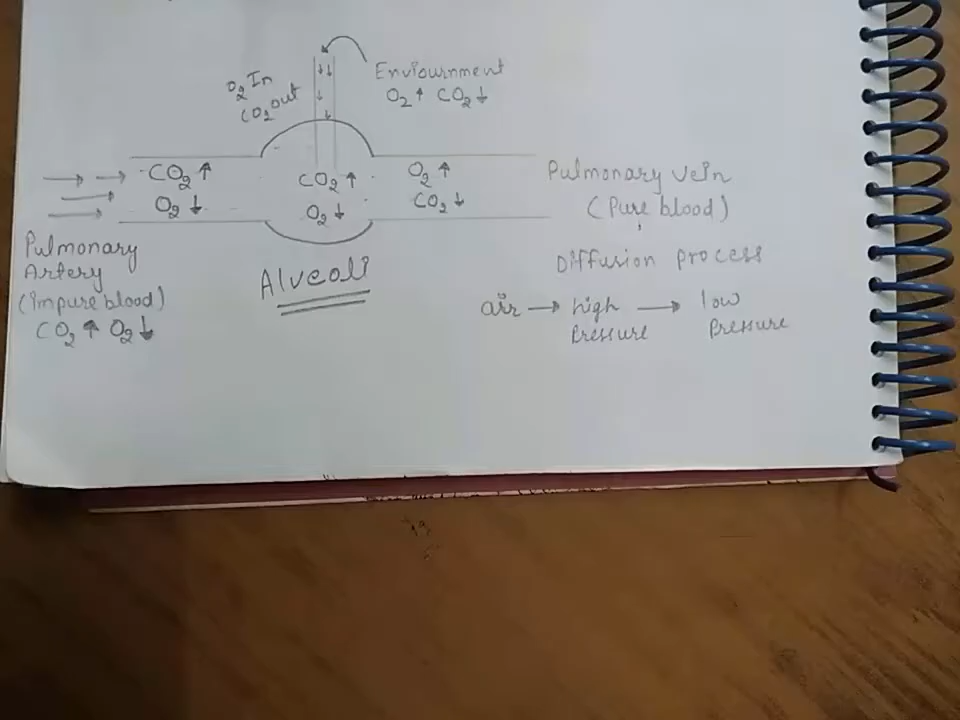 O₂ In
CO₂ out
Enviournment
O₂ ↑ CO₂ ↓
CO₂ ↑
O₂ ↓
CO₂ ↑
O₂ ↓
O₂ ↑
CO₂ ↓
Pulmonary vein
(Pure blood)
Pulmonary
Artery
(impure blood)
CO₂ ↑ O₂ ↓
Alveoli
Diffusion process
air → high → low
pressure pressure